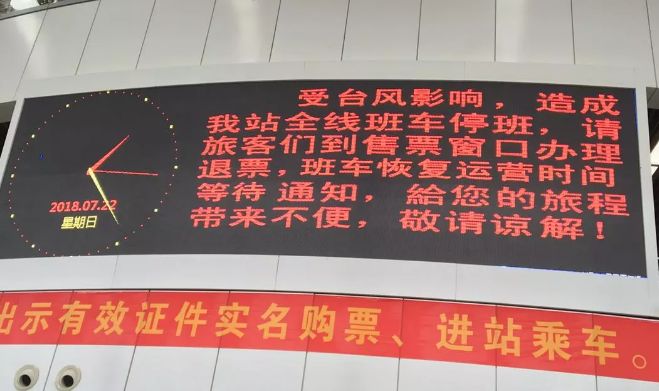 受台风影响，造成
我站全线班车停班，请
旅客们到售票窗口办理
退票，班车恢复运营时间
等待通知，給您的旅程
带来不便，敬请谅解！
2018.07.22
星期日
出示有效证件实名购票、进站乘车。